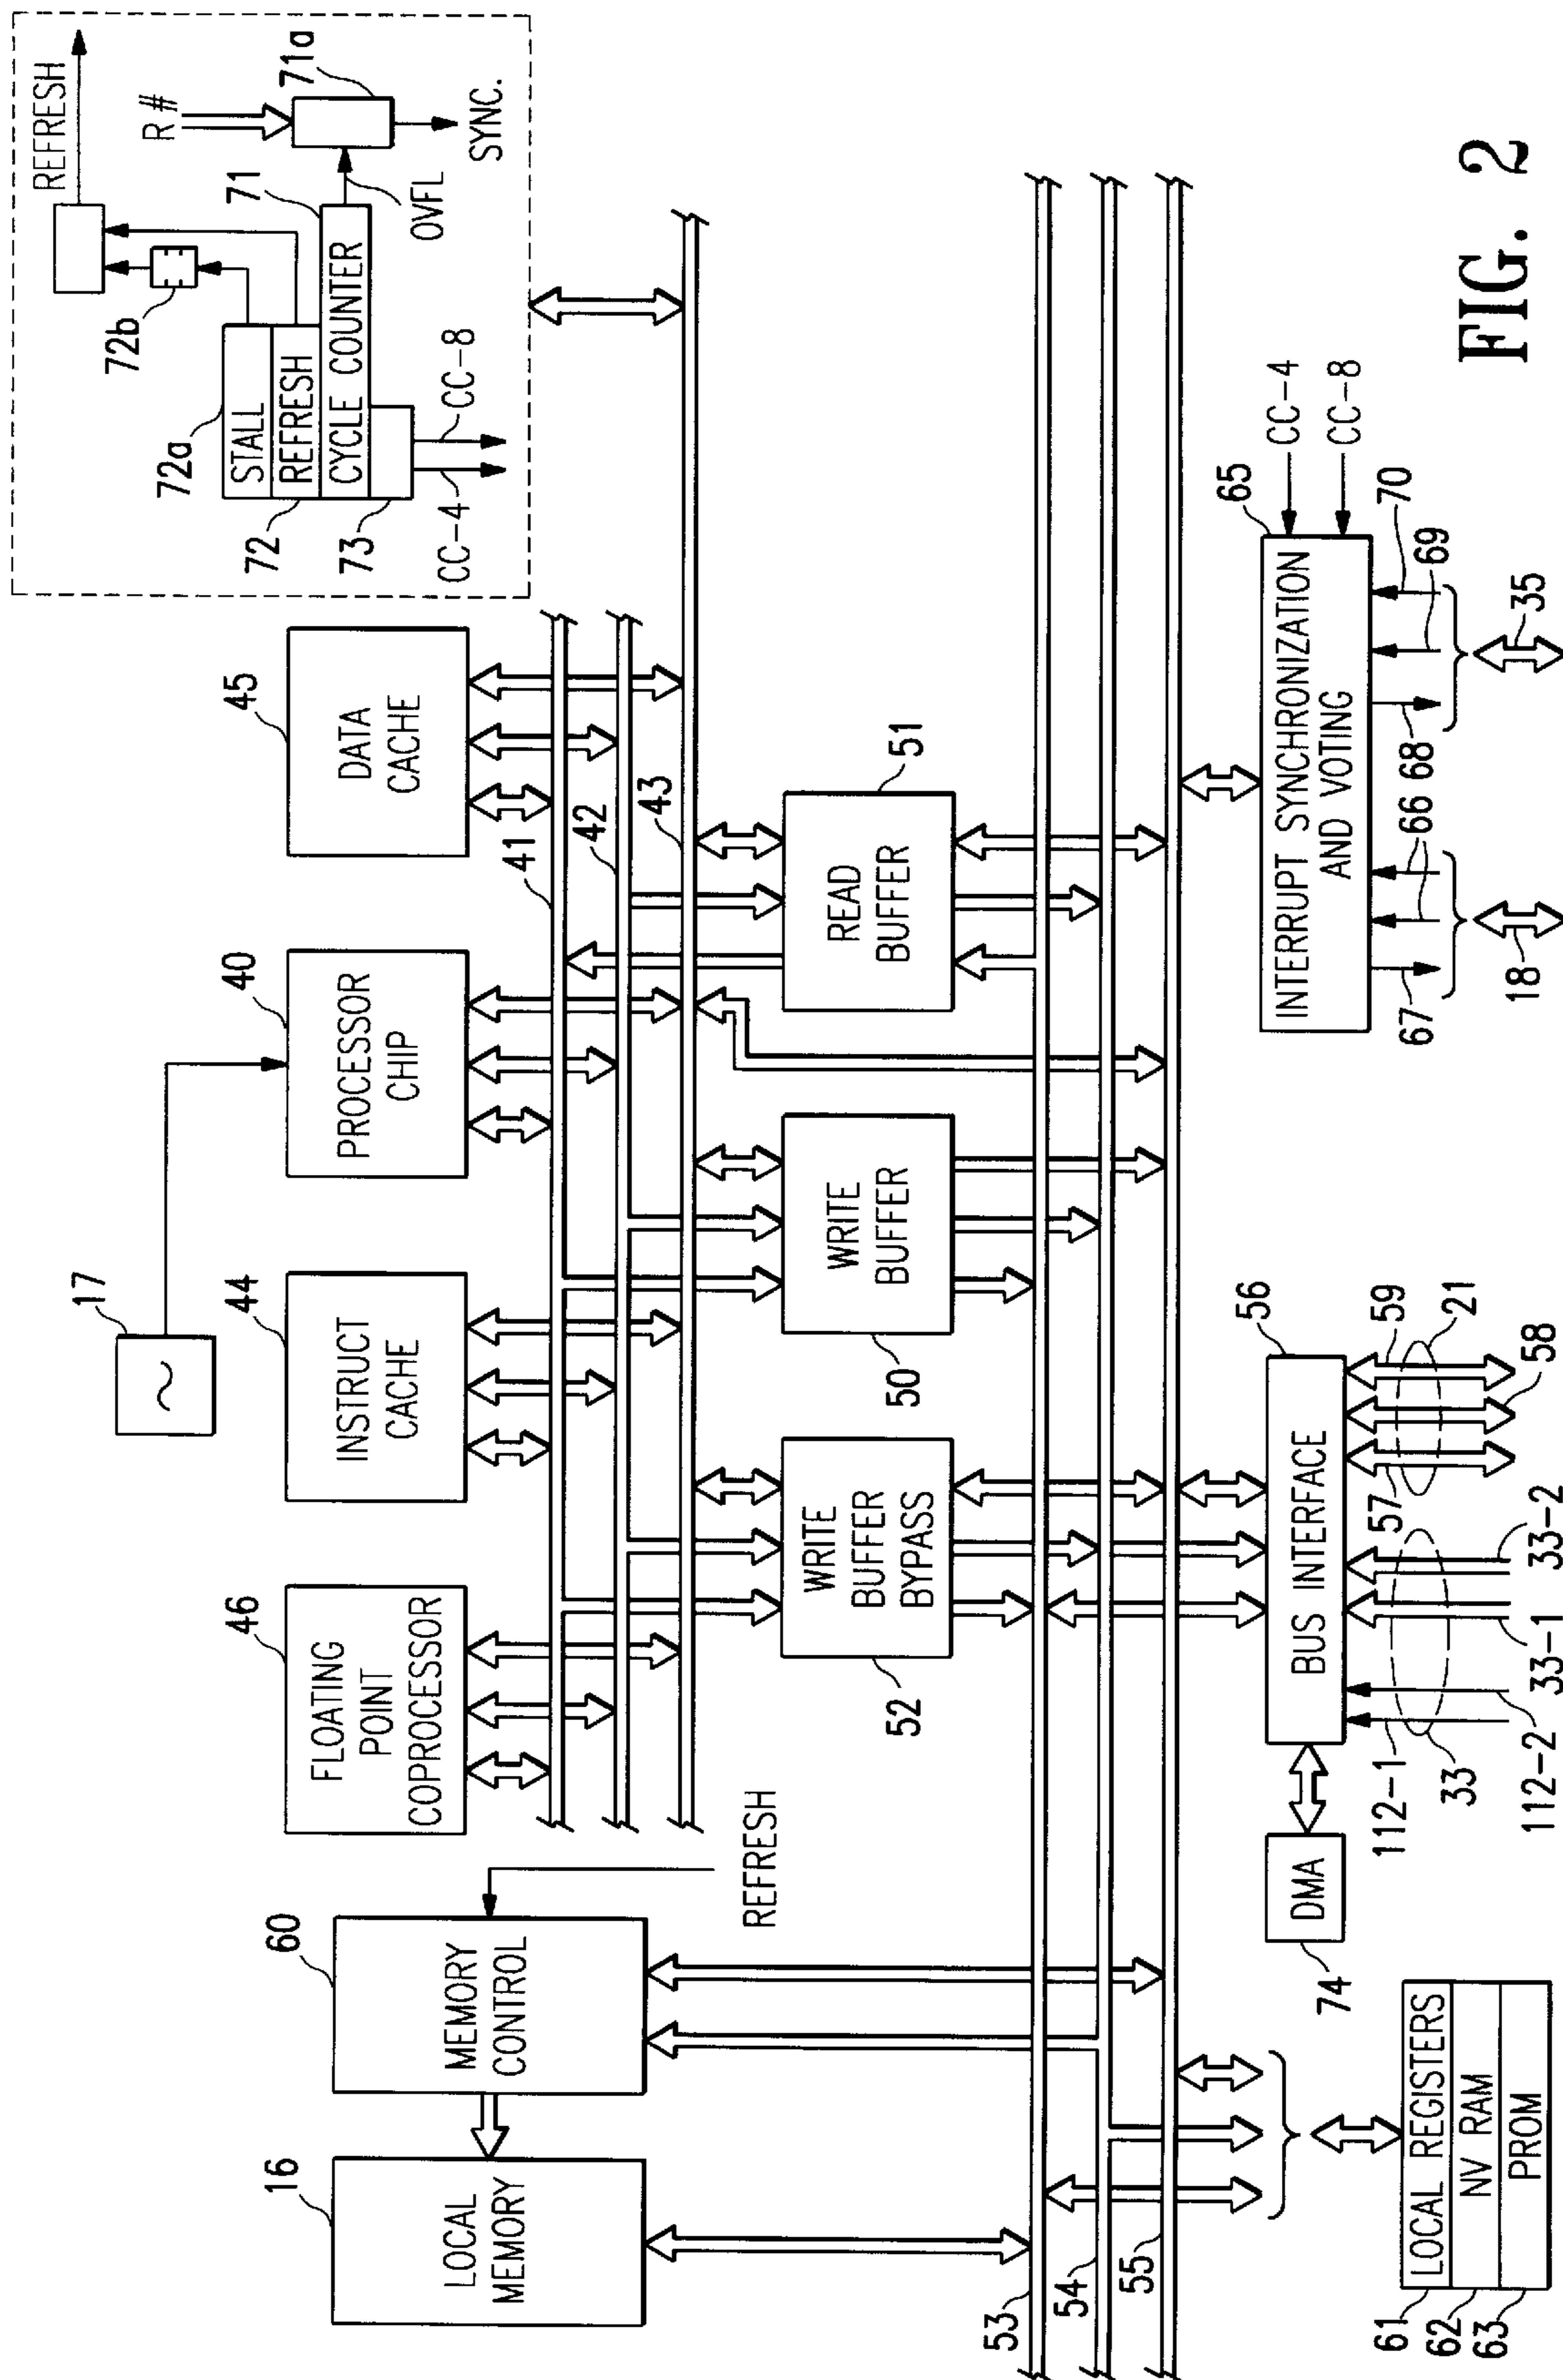 16
LOCAL
MEMORY
60
MEMORY
CONTROL
REFRESH
46
FLOATING
POINT
COPROCESSOR
44
INSTRUCT
CACHE
17
40
PROCESSOR
CHIP
45
DATA
CACHE
41
42
43
72a
STALL
72
REFRESH
CYCLE COUNTER
73
71
72b
REFRESH
R#
71a
OVFL
SYNC.
CC-4
CC-8
52
WRITE
BUFFER
BYPASS
50
WRITE
BUFFER
51
READ
BUFFER
53
54
55
61
LOCAL REGISTERS
62
NV RAM
63
PROM
74
DMA
56
BUS INTERFACE
112-1
33
112-2
33-1
33-2
57
58
59
21
65
INTERRUPT SYNCHRONIZATION
AND VOTING
CC-4
CC-8
67
66
18
68
69
70
35
FIG. 2